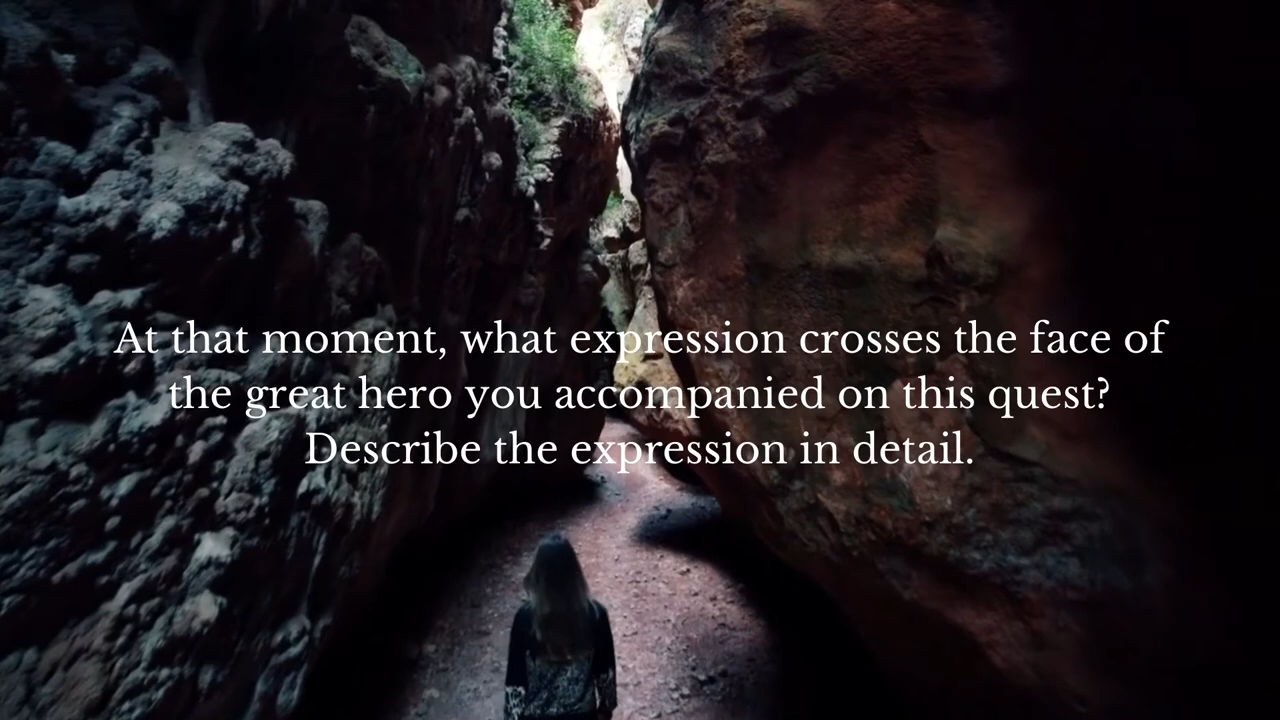 At that moment, what expression crosses the face of
the great hero you accompanied on this quest?
Describe the expression in detail.